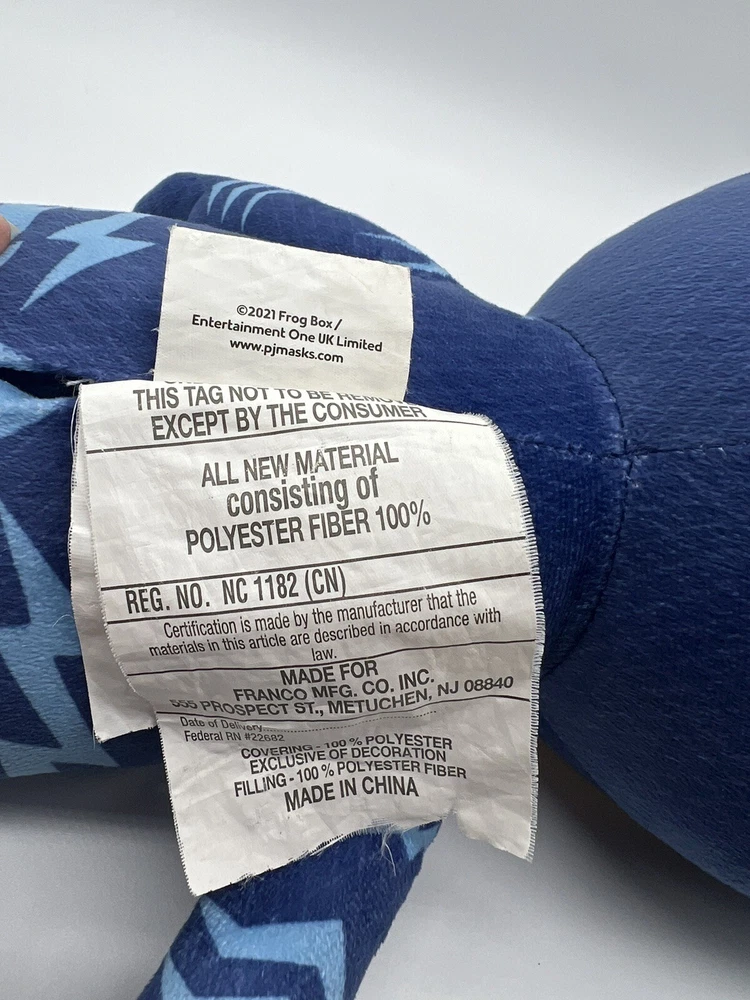 ©2021 Frog Box/
Entertainment One UK Limited
www.pjmasks.com
THIS TAG NOT TO BE
EXCEPT BY THE CONSUMER
ALL NEW MATERIAL
consisting of
POLYESTER FIBER 100%
REG. NO. NC 1182 (CN)
Certification is made by the manufacturer that the
materials in this article are described in accordance with
law.
MADE FOR
FRANCO MFG. CO. INC.
555 PROSPECT ST., METUCHEN, NJ 08840
Date of Delivery
Federal RN #22682
COVERING - 100 % POLYESTER
EXCLUSIVE OF DECORATION
FILLING - 100 % POLYESTER FIBER
MADE IN CHINA